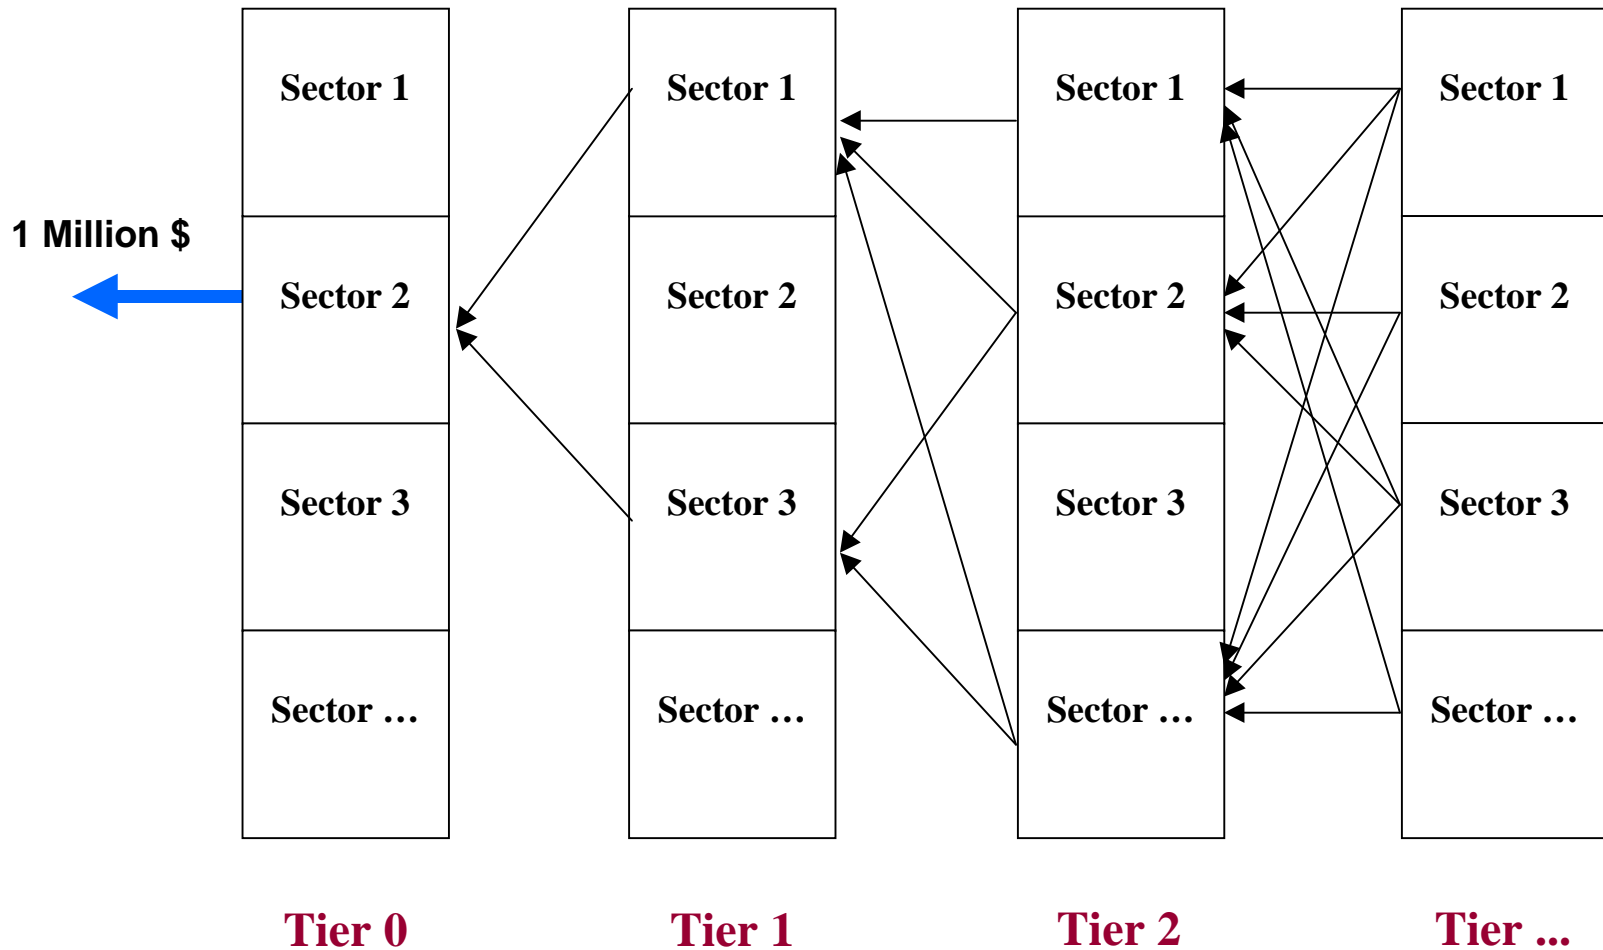 Sector 1
Sector 1
Sector 1
Sector 1
1 Million $
Sector 2
Sector 2
Sector 2
Sector 2
Sector 3
Sector 3
Sector 3
Sector 3
Sector …
Sector …
Sector …
Sector …
Tier 0
Tier 1
Tier 2
Tier ...